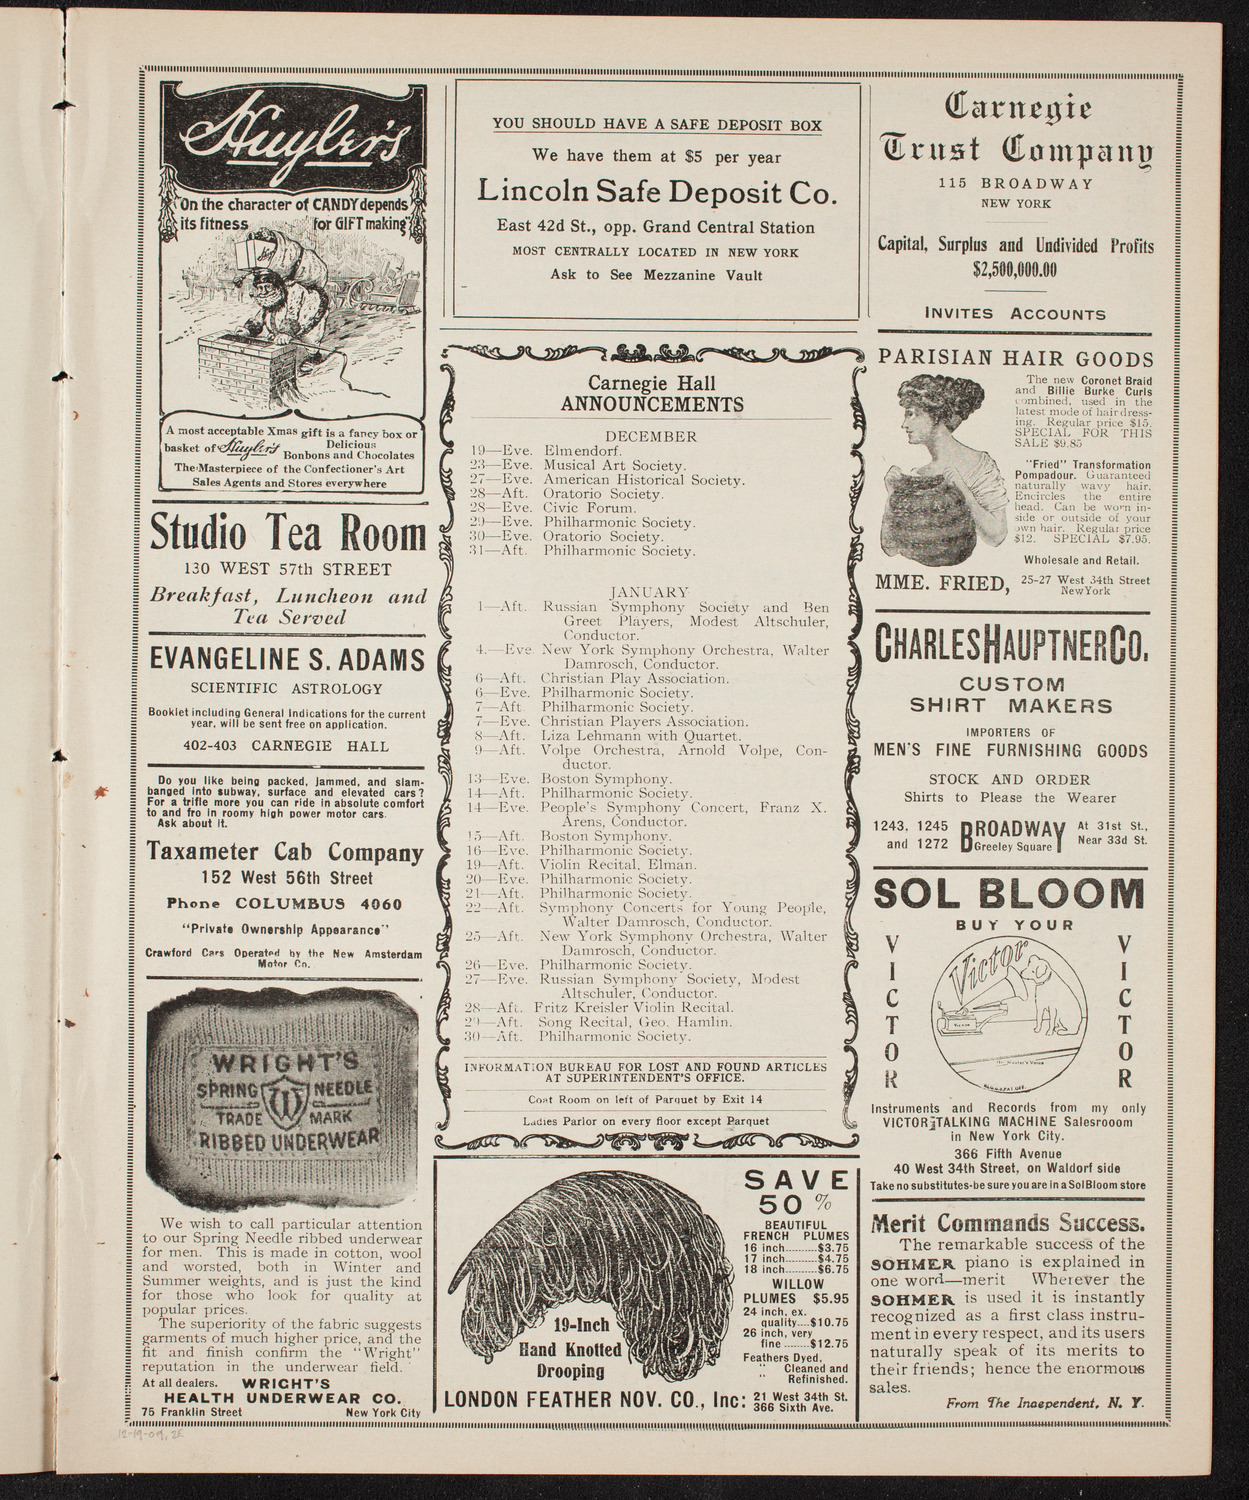 Huyler's
"On the character of CANDY depends
its fitness for GIFT making"
A most acceptable Xmas gift is a fancy box or
basket of Huyler's Delicious
Bonbons and Chocolates
The Masterpiece of the Confectioner's Art
Sales Agents and Stores everywhere
Studio Tea Room
130 WEST 57th STREET
Breakfast, Luncheon and
Tea Served
EVANGELINE S. ADAMS
SCIENTIFIC ASTROLOGY
Booklet including General Indications for the current
year, will be sent free on application.
402-403 CARNEGIE HALL
Do you like being packed, jammed, and slam-
banged into subway, surface and elevated cars?
For a trifle more you can ride in absolute comfort
to and fro in roomy high power motor cars.
Ask about it.
Taxameter Cab Company
152 West 56th Street
Phone COLUMBUS 4060
"Private Ownership Appearance"
Crawford Cars Operated by the New Amsterdam
Motor Co.
WRIGHT'S
SPRING NEEDLE
W
TRADE MARK
RIBBED UNDERWEAR
We wish to call particular attention
to our Spring Needle ribbed underwear
for men. This is made in cotton, wool
and worsted, both in Winter and
Summer weights, and is just the kind
for those who look for quality at
popular prices.
The superiority of the fabric suggests
garments of much higher price, and the
fit and finish confirm the "Wright"
reputation in the underwear field.
At all dealers. WRIGHT'S
HEALTH UNDERWEAR CO.
75 Franklin Street New York City
YOU SHOULD HAVE A SAFE DEPOSIT BOX
We have them at $5 per year
Lincoln Safe Deposit Co.
East 42d St., opp. Grand Central Station
MOST CENTRALLY LOCATED IN NEW YORK
Ask to See Mezzanine Vault
Carnegie Hall
ANNOUNCEMENTS
DECEMBER
19—Eve. Elmendorf.
23—Eve. Musical Art Society.
27—Eve. American Historical Society.
28—Aft. Oratorio Society.
28—Eve. Civic Forum.
29—Eve. Philharmonic Society.
30—Eve. Oratorio Society.
31—Aft. Philharmonic Society.
JANUARY
1—Aft. Russian Symphony Society and Ben
Greet Players, Modest Altschuler,
Conductor.
4.—Eve New York Symphony Orchestra, Walter
Damrosch, Conductor.
6—Aft. Christian Play Association.
6—Eve. Philharmonic Society.
7—Aft. Philharmonic Society.
7—Eve. Christian Players Association.
8—Aft. Liza Lehmann with Quartet.
9—Aft. Volpe Orchestra, Arnold Volpe, Con-
ductor.
13—Eve. Boston Symphony.
14—Aft. Philharmonic Society.
14—Eve. People's Symphony Concert, Franz X.
Arens, Conductor.
15—Aft. Boston Symphony.
16—Eve. Philharmonic Society.
19—Aft. Violin Recital, Elman.
20—Eve. Philharmonic Society.
21—Aft. Philharmonic Society.
22—Aft. Symphony Concerts for Young People,
Walter Damrosch, Conductor.
25—Aft. New York Symphony Orchestra, Walter
Damrosch, Conductor.
26—Eve. Philharmonic Society.
27—Eve. Russian Symphony Society, Modest
Altschuler, Conductor.
28—Aft. Fritz Kreisler Violin Recital.
29—Aft. Song Recital, Geo. Hamlin.
30—Aft. Philharmonic Society.
INFORMATION BUREAU FOR LOST AND FOUND ARTICLES
AT SUPERINTENDENT'S OFFICE.
Coat Room on left of Parquet by Exit 14
Ladies Parlor on every floor except Parquet
19-Inch
Hand Knotted
Drooping
SAVE
50%
BEAUTIFUL
FRENCH PLUMES
16 inch..........$3.75
17 inch..........$4.75
18 inch..........$6.75
WILLOW
PLUMES $5.95
24 inch, ex.
quality....$10.75
26 inch, very
fine ........$12.75
Feathers Dyed,
" Cleaned and
" Refinished.
LONDON FEATHER NOV. CO., Inc: 21 West 34th St.
366 Sixth Ave.
Carnegie
Trust Company
115 BROADWAY
NEW YORK
Capital, Surplus and Undivided Profits
$2,500,000.00
INVITES ACCOUNTS
PARISIAN HAIR GOODS
The new Coronet Braid
and Billie Burke Curls
combined, used in the
latest mode of hairdress-
ing. Regular price $15.
SPECIAL FOR THIS
SALE $9.85
"Fried" Transformation
Pompadour. Guaranteed
naturally wavy hair.
Encircles the entire
head. Can be worn in-
side or outside of your
own hair. Regular price
$12. SPECIAL $7.95.
Wholesale and Retail.
MME. FRIED, 25-27 West 34th Street
NewYork
CHARLES HAUPTNER CO.
CUSTOM
SHIRT MAKERS
IMPORTERS OF
MEN'S FINE FURNISHING GOODS
STOCK AND ORDER
Shirts to Please the Wearer
1243, 1245 and 1272 BROADWAY Greeley Square At 31st St., Near 33d St.
SOL BLOOM
BUY YOUR
VICTOR
Victor
VICTOR
"His Master's Voice"
Instruments and Records from my only
VICTOR TALKING MACHINE Salesrooom
in New York City.
366 Fifth Avenue
40 West 34th Street, on Waldorf side
Take no substitutes-be sure you are in a Sol Bloom store
Merit Commands Success.
The remarkable success of the
SOHMER piano is explained in
one word—merit Wherever the
SOHMER is used it is instantly
recognized as a first class instru-
ment in every respect, and its users
naturally speak of its merits to
their friends; hence the enormous
sales.
From The Independent, N. Y.
12-19-09, 2E